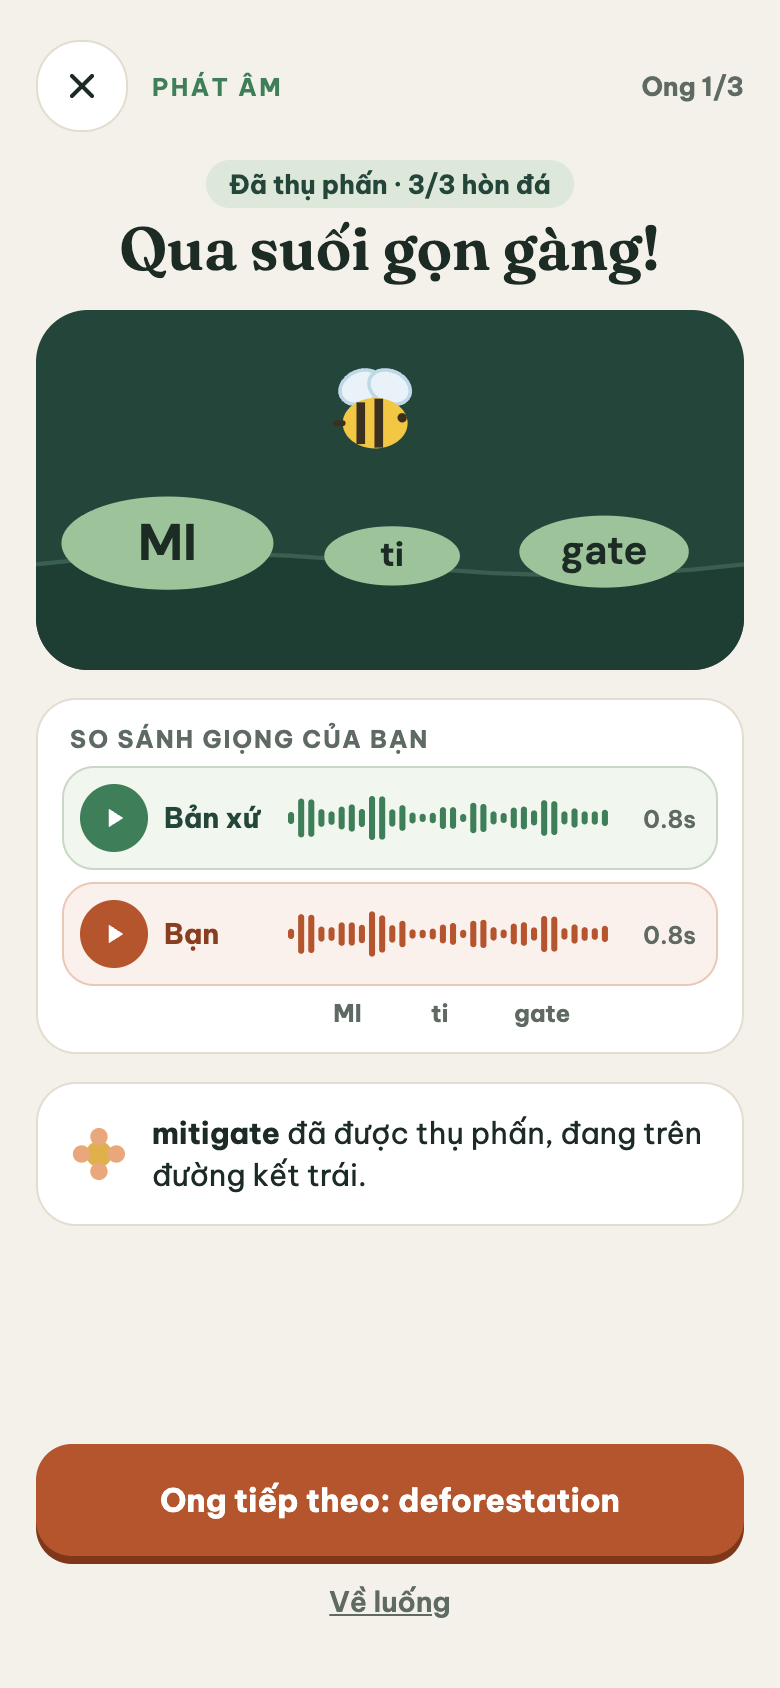 PHÁT ÂM
Ong 1/3
Đã thụ phấn · 3/3 hòn đá
Qua suối gọn gàng!
MI
ti
gate
SO SÁNH GIỌNG CỦA BẠN
Bản xứ
0.8s
Bạn
0.8s
MI ti gate
mitigate đã được thụ phấn, đang trên
đường kết trái.
Ong tiếp theo: deforestation
Về luống